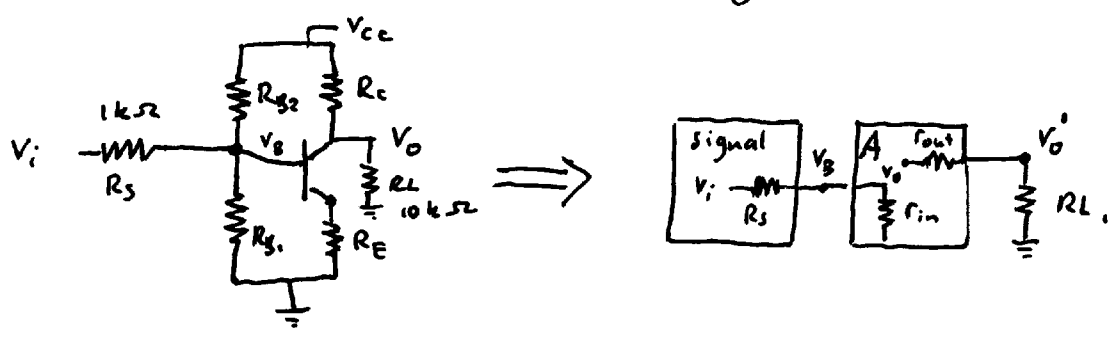 Vcc
RB2
Rc
1kΩ
Vi
Rs
VB
Vo
RL
10kΩ
RB1
RE
signal
Vi
Rs
VB
A
rout
vo
rin
Vo'
RL